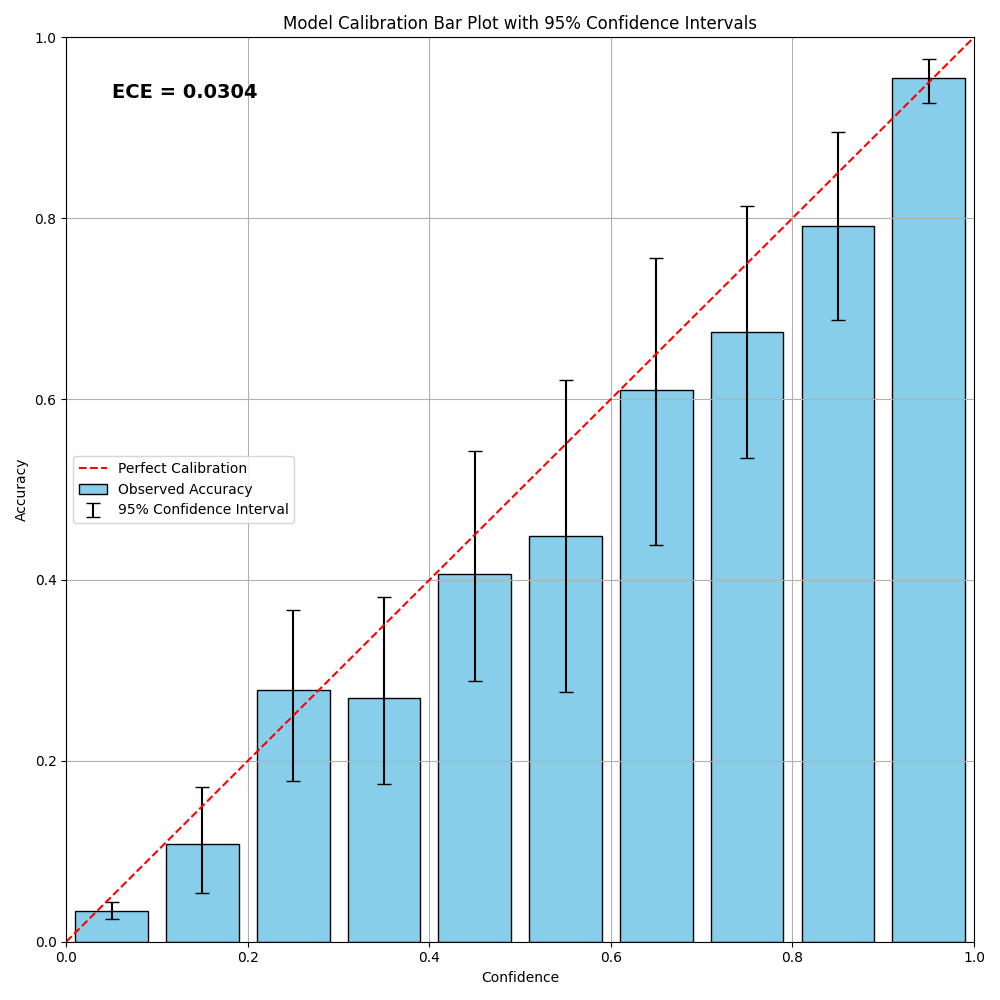 Model Calibration Bar Plot with 95% Confidence Intervals
ECE = 0.0304
1.0
0.8
0.6
0.4
0.2
0.0
Accuracy
Perfect Calibration
Observed Accuracy
95% Confidence Interval
0.0 0.2 0.4 0.6 0.8 1.0
Confidence